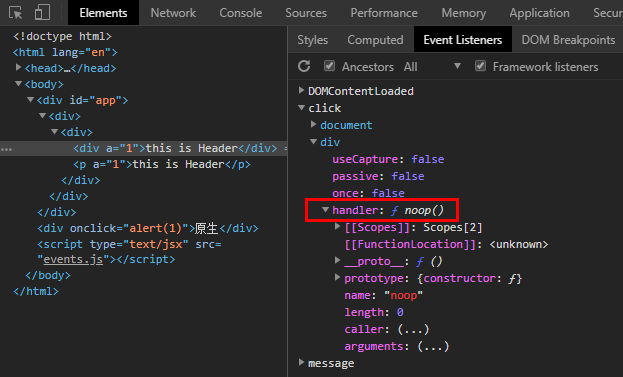 Elements Console Sources Network Performance Memory Application Secur
<!doctype html>
<html lang="en">
<head>…</head>
<body>
<div id="app">
<div>
<div>
<div a="1">this is Header</div> =
<p a="1">this is Header</p>
</div>
</div>
</div>
<div onclick="alert(1)">原生</div>
<script type="text/jsx" src=
"events.js"></script>
</body>
</html>
Styles Computed Event Listeners DOM Breakpoints
Ancestors All Framework listeners
DOMContentLoaded
click
document
div
useCapture: false
passive: false
once: false
handler: ƒ noop()
[[Scopes]]: Scopes[2]
[[FunctionLocation]]: <unknown>
__proto__: ƒ ()
prototype: {constructor: ƒ}
name: "noop"
length: 0
caller: (...)
arguments: (...)
message